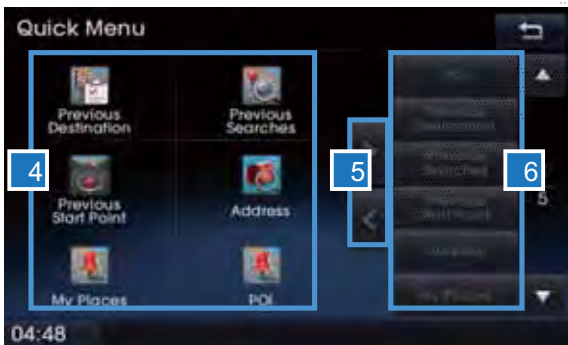 Quick Menu
Previous
Destination
Previous
Searches
4
5
6
Previous
Start Point
Address
5
My Places
POI
04:48